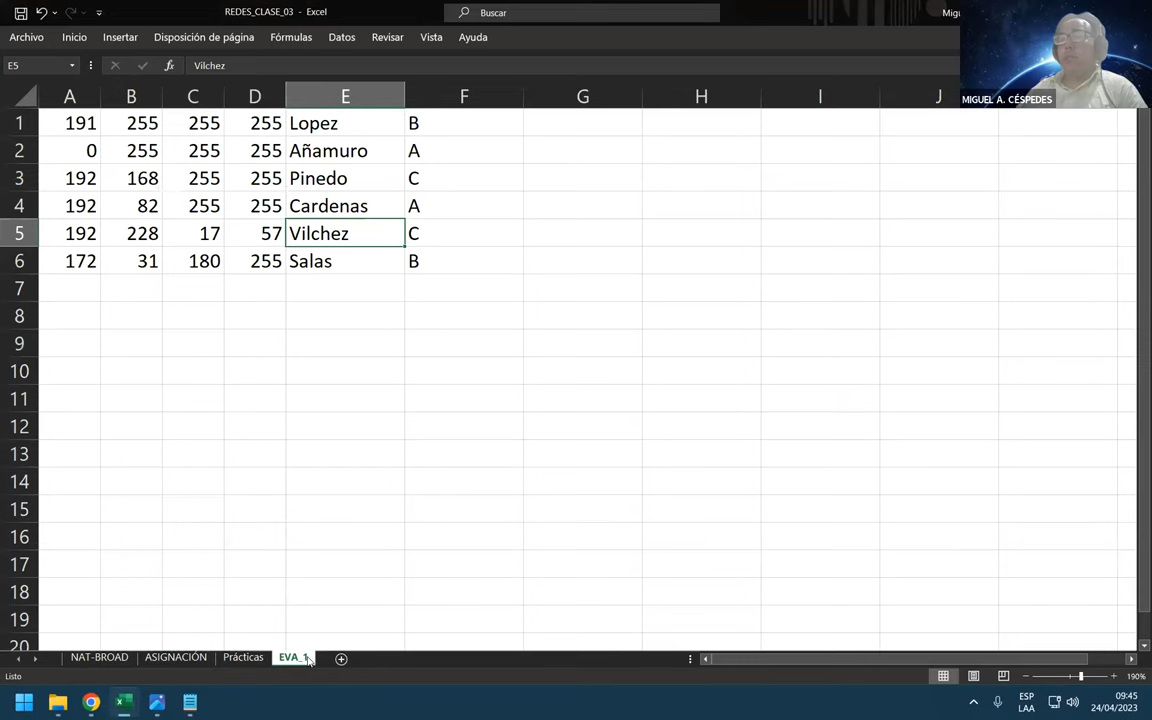 REDES_CLASE_03 - Excel
Buscar
Migu
Archivo Inicio Insertar Disposición de página Fórmulas Datos Revisar Vista Ayuda
E5 fx Vilchez
MIGUEL A. CÉSPEDES
A B C D E F G H I J
1 191 255 255 255 Lopez B
2 0 255 255 255 Añamuro A
3 192 168 255 255 Pinedo C
4 192 82 255 255 Cardenas A
5 192 228 17 57 Vilchez C
6 172 31 180 255 Salas B
7
8
9
10
11
12
13
14
15
16
17
18
19
20
NAT-BROAD ASIGNACIÓN Prácticas EVA_1
Listo 190%
ESP 09:45
LAA 24/04/2023